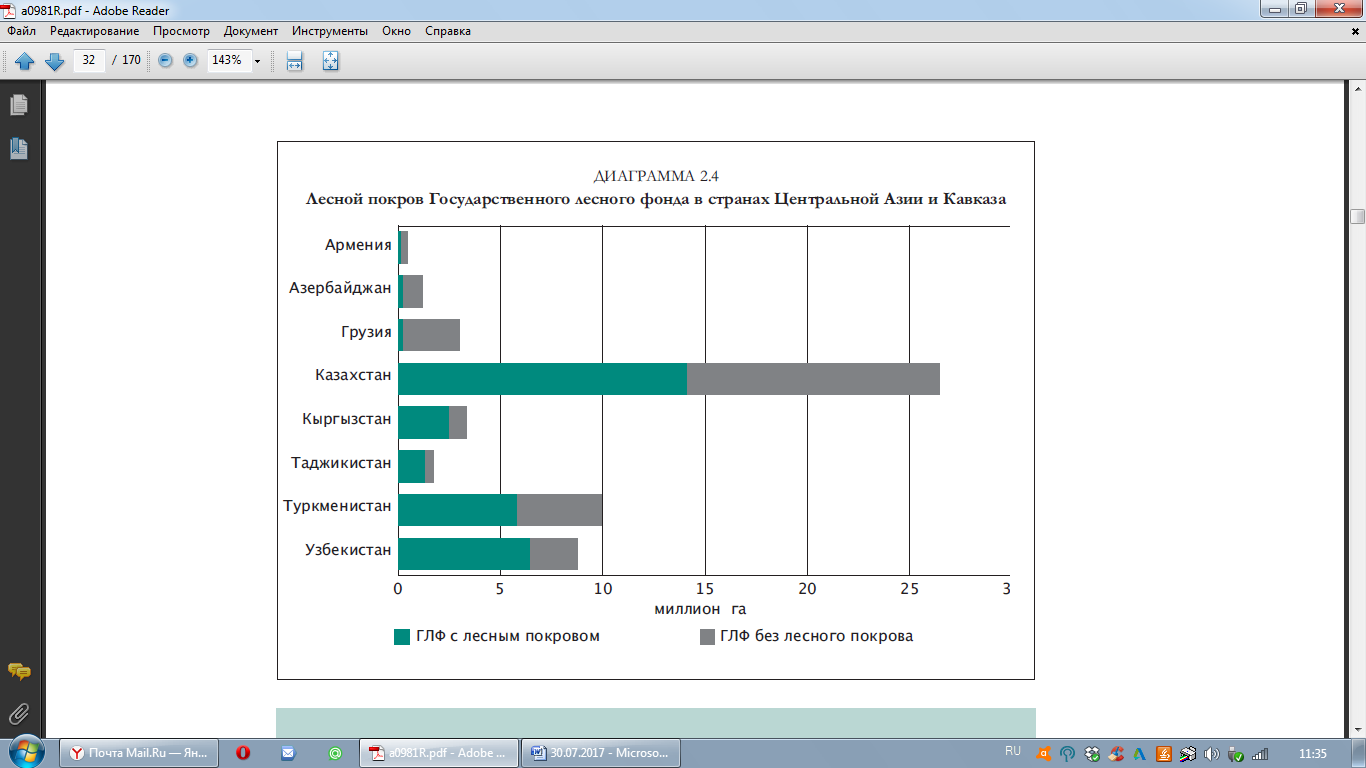 a0981R.pdf - Adobe Reader
Файл Редактирование Просмотр Документ Инструменты Окно Справка
32 / 170 143%
ДИАГРАММА 2.4
Лесной покров Государственного лесного фонда в странах Центральной Азии и Кавказа
Армения
Азербайджан
Грузия
Казахстан
Кыргызстан
Таджикистан
Туркменистан
Узбекистан
0 5 10 15 20 25 3
миллион га
ГЛФ с лесным покровом ГЛФ без лесного покрова
Почта Mail.Ru — Ян... a0981R.pdf - Adobe ... 30.07.2017 - Microso... RU 11:35